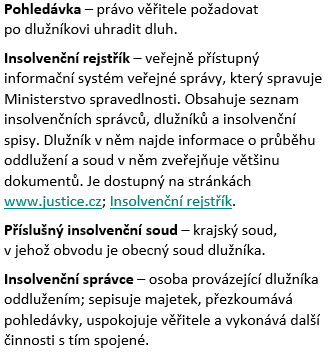 Pohledávka – právo věřitele požadovat
po dlužníkovi uhradit dluh.
Insolvenční rejstřík – veřejně přístupný
informační systém veřejné správy, který spravuje
Ministerstvo spravedlnosti. Obsahuje seznam
insolvenčních správců, dlužníků a insolvenční
spisy. Dlužník v něm najde informace o průběhu
oddlužení a soud v něm zveřejňuje většinu
dokumentů. Je dostupný na stránkách
www.justice.cz; Insolvenční rejstřík.
Příslušný insolvenční soud – krajský soud,
v jehož obvodu je obecný soud dlužníka.
Insolvenční správce – osoba provázející dlužníka
oddlužením; sepisuje majetek, přezkoumává
pohledávky, uspokojuje věřitele a vykonává další
činnosti s tím spojené.